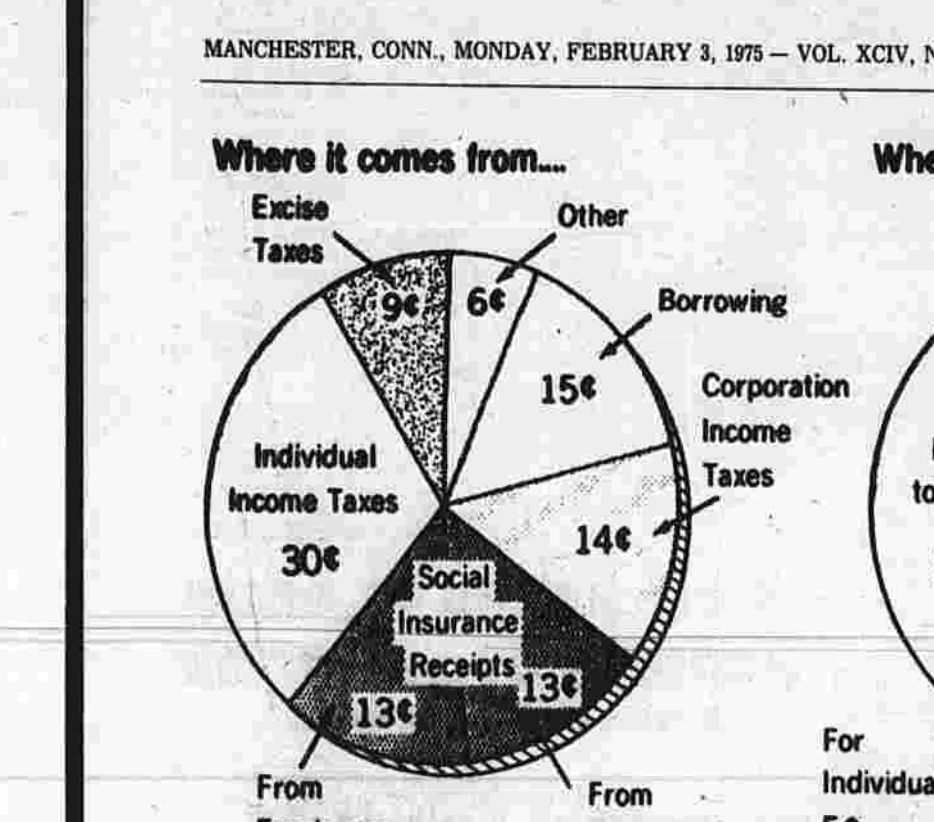 MANCHESTER, CONN., MONDAY, FEBRUARY 3, 1975 — VOL. XCIV,
Where it comes from....
Excise
Taxes
9¢
Other
6¢
Borrowing
15¢
Corporation
Income
Taxes
14¢
Individual
Income Taxes
30¢
Social
Insurance
Receipts
13¢
13¢
From
From
For